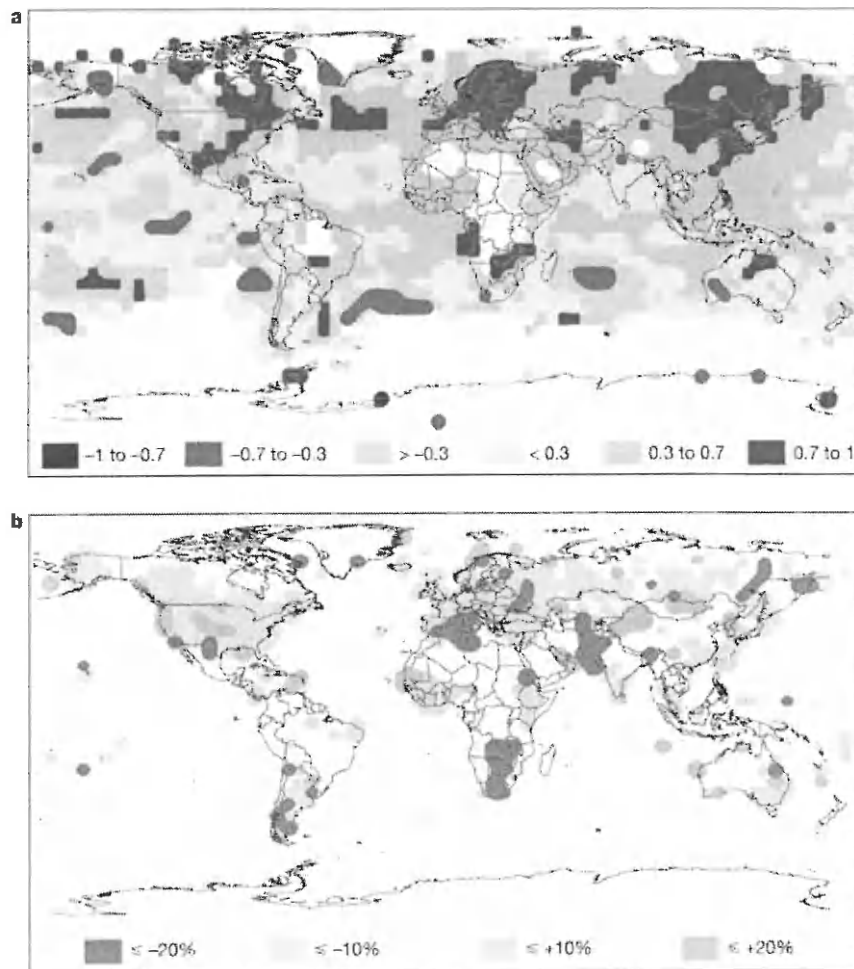 a
-1 to -0.7 -0.7 to -0.3 > -0.3 < 0.3 0.3 to 0.7 0.7 to 1
b
≤ -20% ≤ -10% ≤ +10% ≤ +20%